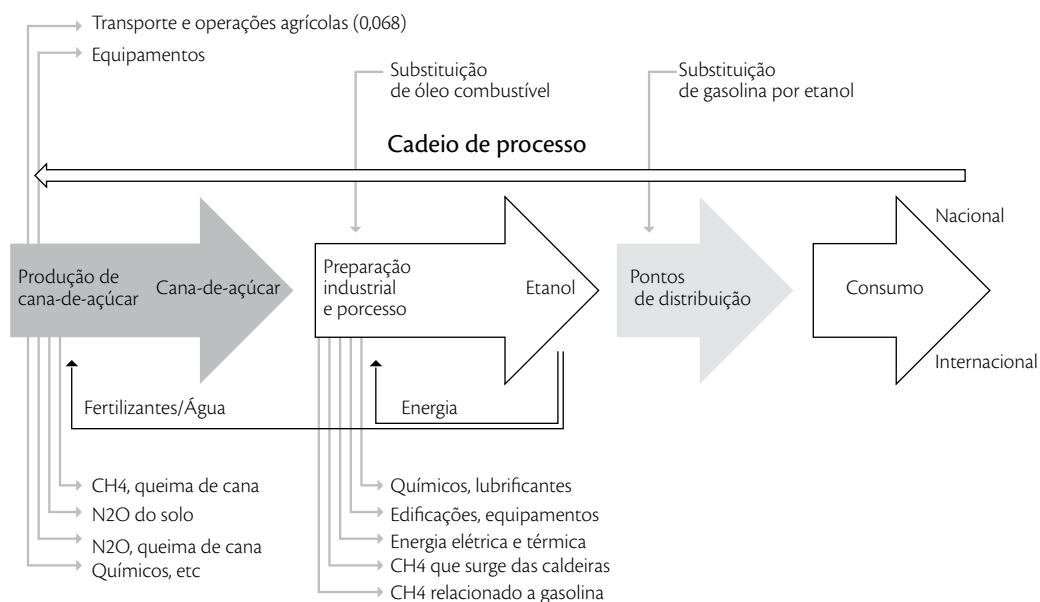 Transporte e operações agrícolas (0,068)
Equipamentos
Substituição
de óleo combustível
Substituição
de gasolina por etanol
Cadeio de processo
Produção de
cana-de-açúcar
Cana-de-açúcar
Preparação
industrial
e porcesso
Etanol
Pontos
de distribuição
Consumo
Nacional
Internacional
Fertilizantes/Água
Energia
CH4, queima de cana
N2O do solo
N2O, queima de cana
Químicos, etc
Químicos, lubrificantes
Edificações, equipamentos
Energia elétrica e térmica
CH4 que surge das caldeiras
CH4 relacionado a gasolina